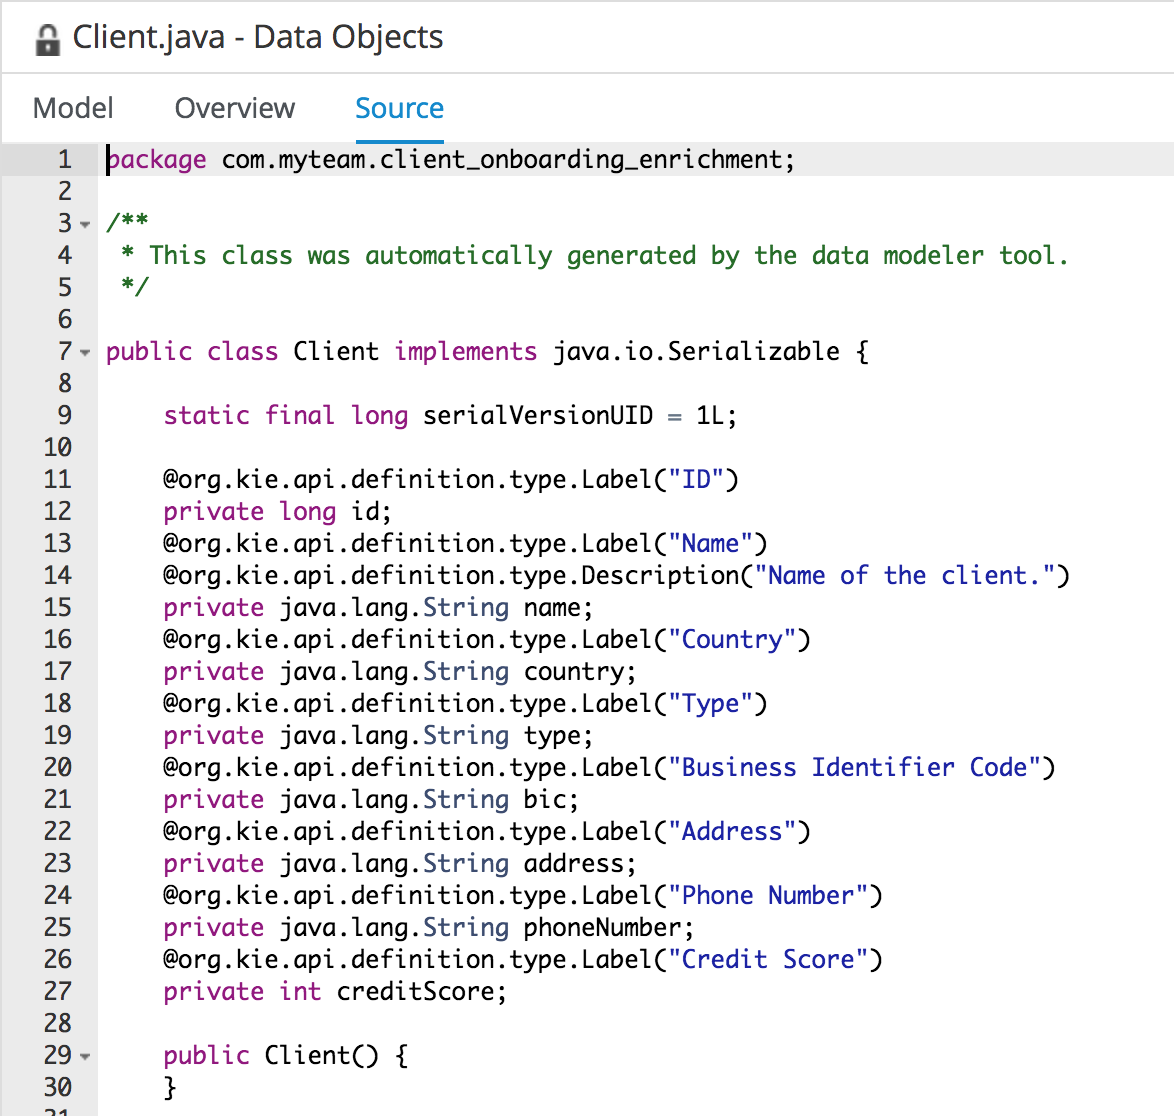 Client.java - Data Objects
Model Overview Source
1 package com.myteam.client_onboarding_enrichment;
2
3 /**
4  * This class was automatically generated by the data modeler tool.
5  */
6
7 public class Client implements java.io.Serializable {
8
9     static final long serialVersionUID = 1L;
10
11     @org.kie.api.definition.type.Label("ID")
12     private long id;
13     @org.kie.api.definition.type.Label("Name")
14     @org.kie.api.definition.type.Description("Name of the client.")
15     private java.lang.String name;
16     @org.kie.api.definition.type.Label("Country")
17     private java.lang.String country;
18     @org.kie.api.definition.type.Label("Type")
19     private java.lang.String type;
20     @org.kie.api.definition.type.Label("Business Identifier Code")
21     private java.lang.String bic;
22     @org.kie.api.definition.type.Label("Address")
23     private java.lang.String address;
24     @org.kie.api.definition.type.Label("Phone Number")
25     private java.lang.String phoneNumber;
26     @org.kie.api.definition.type.Label("Credit Score")
27     private int creditScore;
28
29     public Client() {
30     }
31